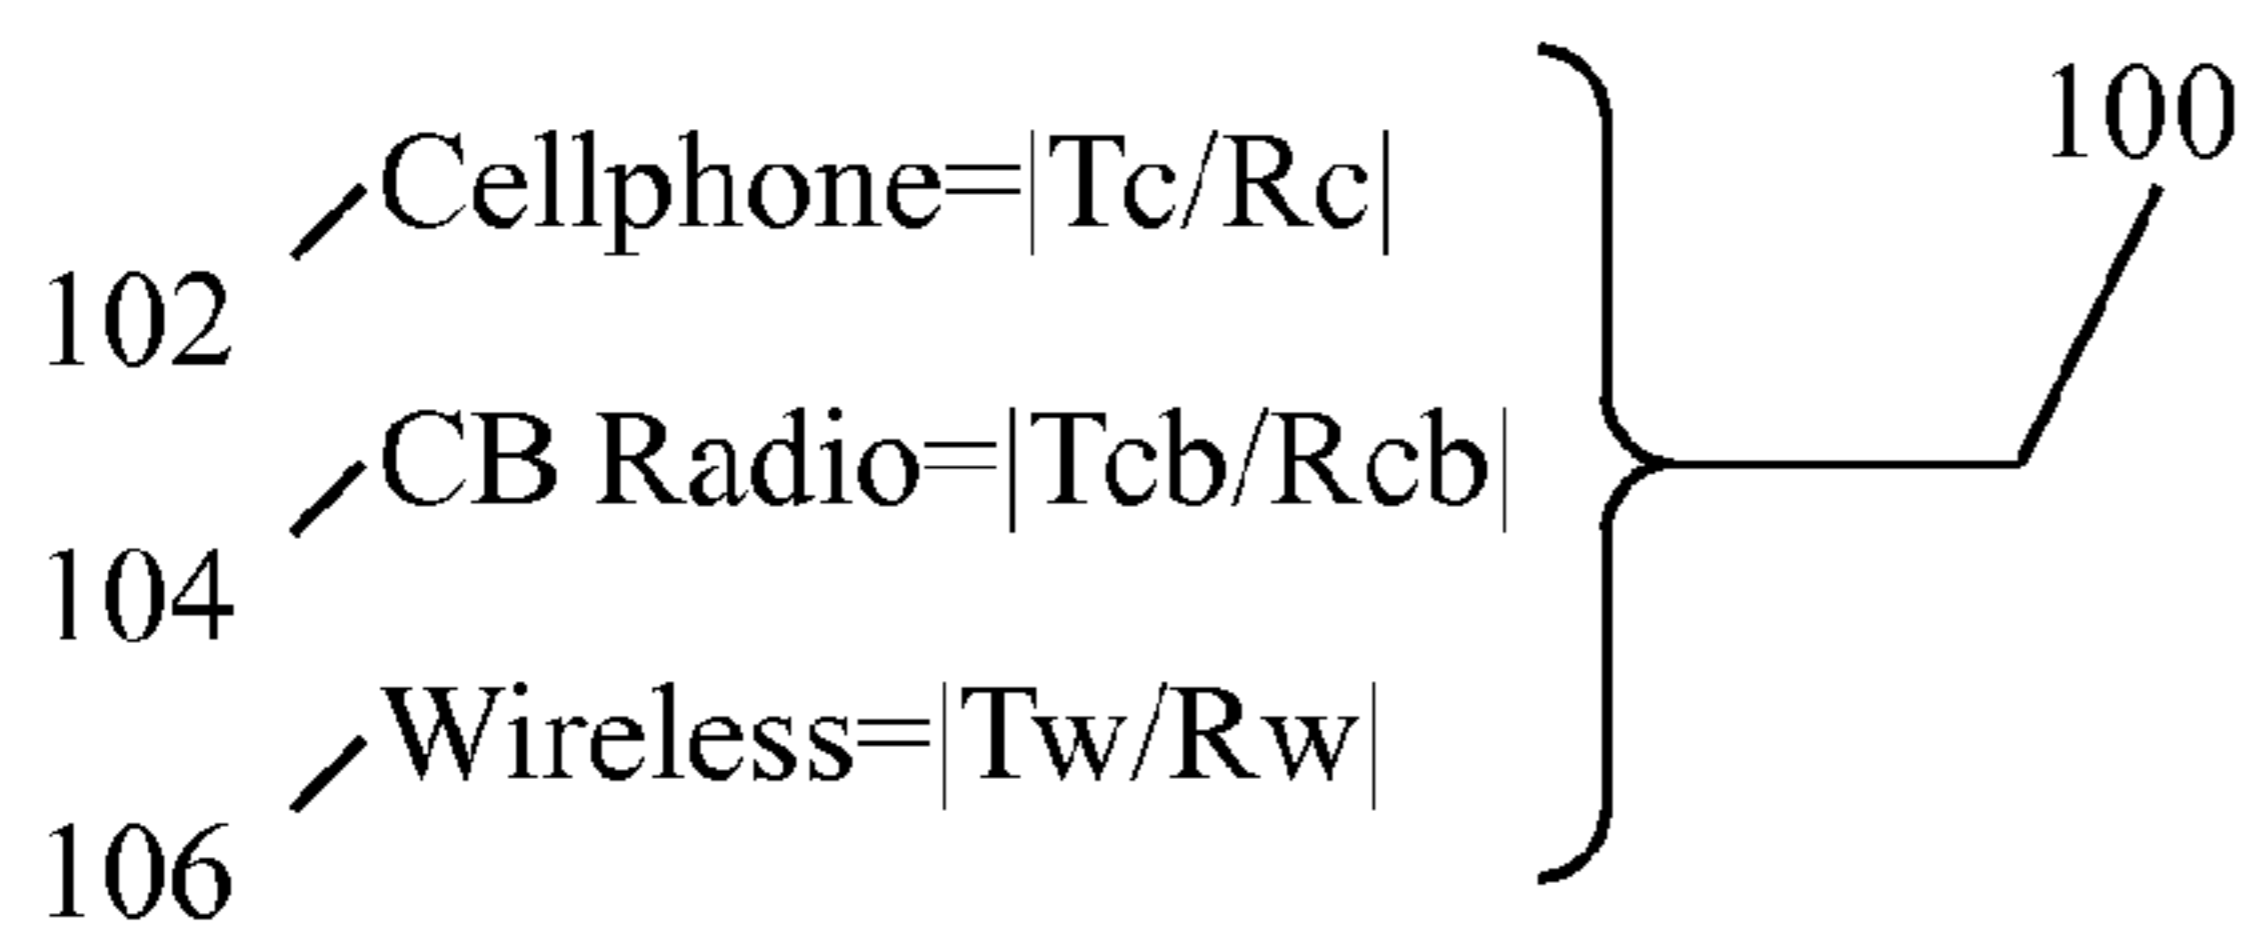 100
Cellphone=|Tc/Rc|
102
CB Radio=|Tcb/Rcb|
104
Wireless=|Tw/Rw|
106